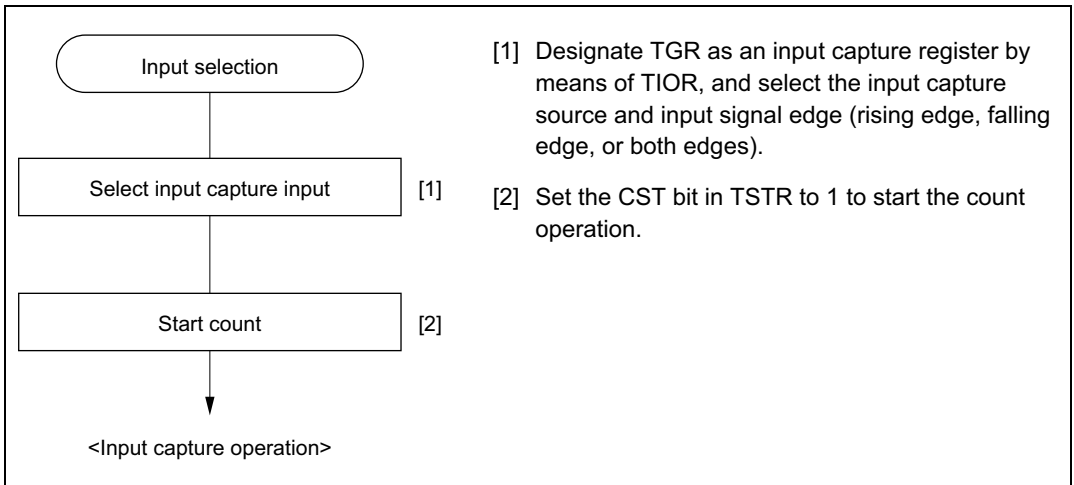 Input selection
Select input capture input
[1]
Start count
[2]
<Input capture operation>
[1] Designate TGR as an input capture register by
means of TIOR, and select the input capture
source and input signal edge (rising edge, falling
edge, or both edges).
[2] Set the CST bit in TSTR to 1 to start the count
operation.